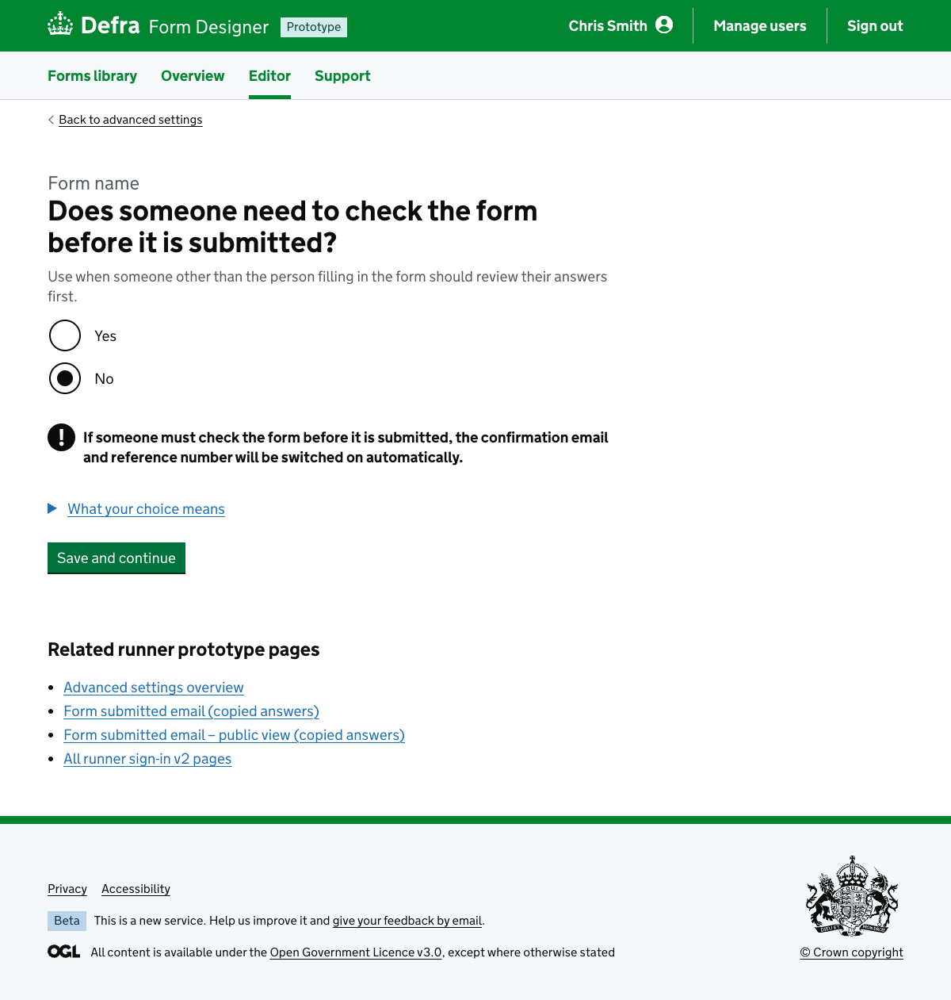 Defra Form Designer Prototype Chris Smith Manage users Sign out
Forms library Overview Editor Support
Back to advanced settings
Form name
Does someone need to check the form
before it is submitted?
Use when someone other than the person filling in the form should review their answers
first.
Yes
No
! If someone must check the form before it is submitted, the confirmation email
and reference number will be switched on automatically.
What your choice means
Save and continue
Related runner prototype pages
• Advanced settings overview
• Form submitted email (copied answers)
• Form submitted email – public view (copied answers)
• All runner sign-in v2 pages
Privacy Accessibility
Beta This is a new service. Help us improve it and give your feedback by email.
OGL All content is available under the Open Government Licence v3.0, except where otherwise stated
© Crown copyright